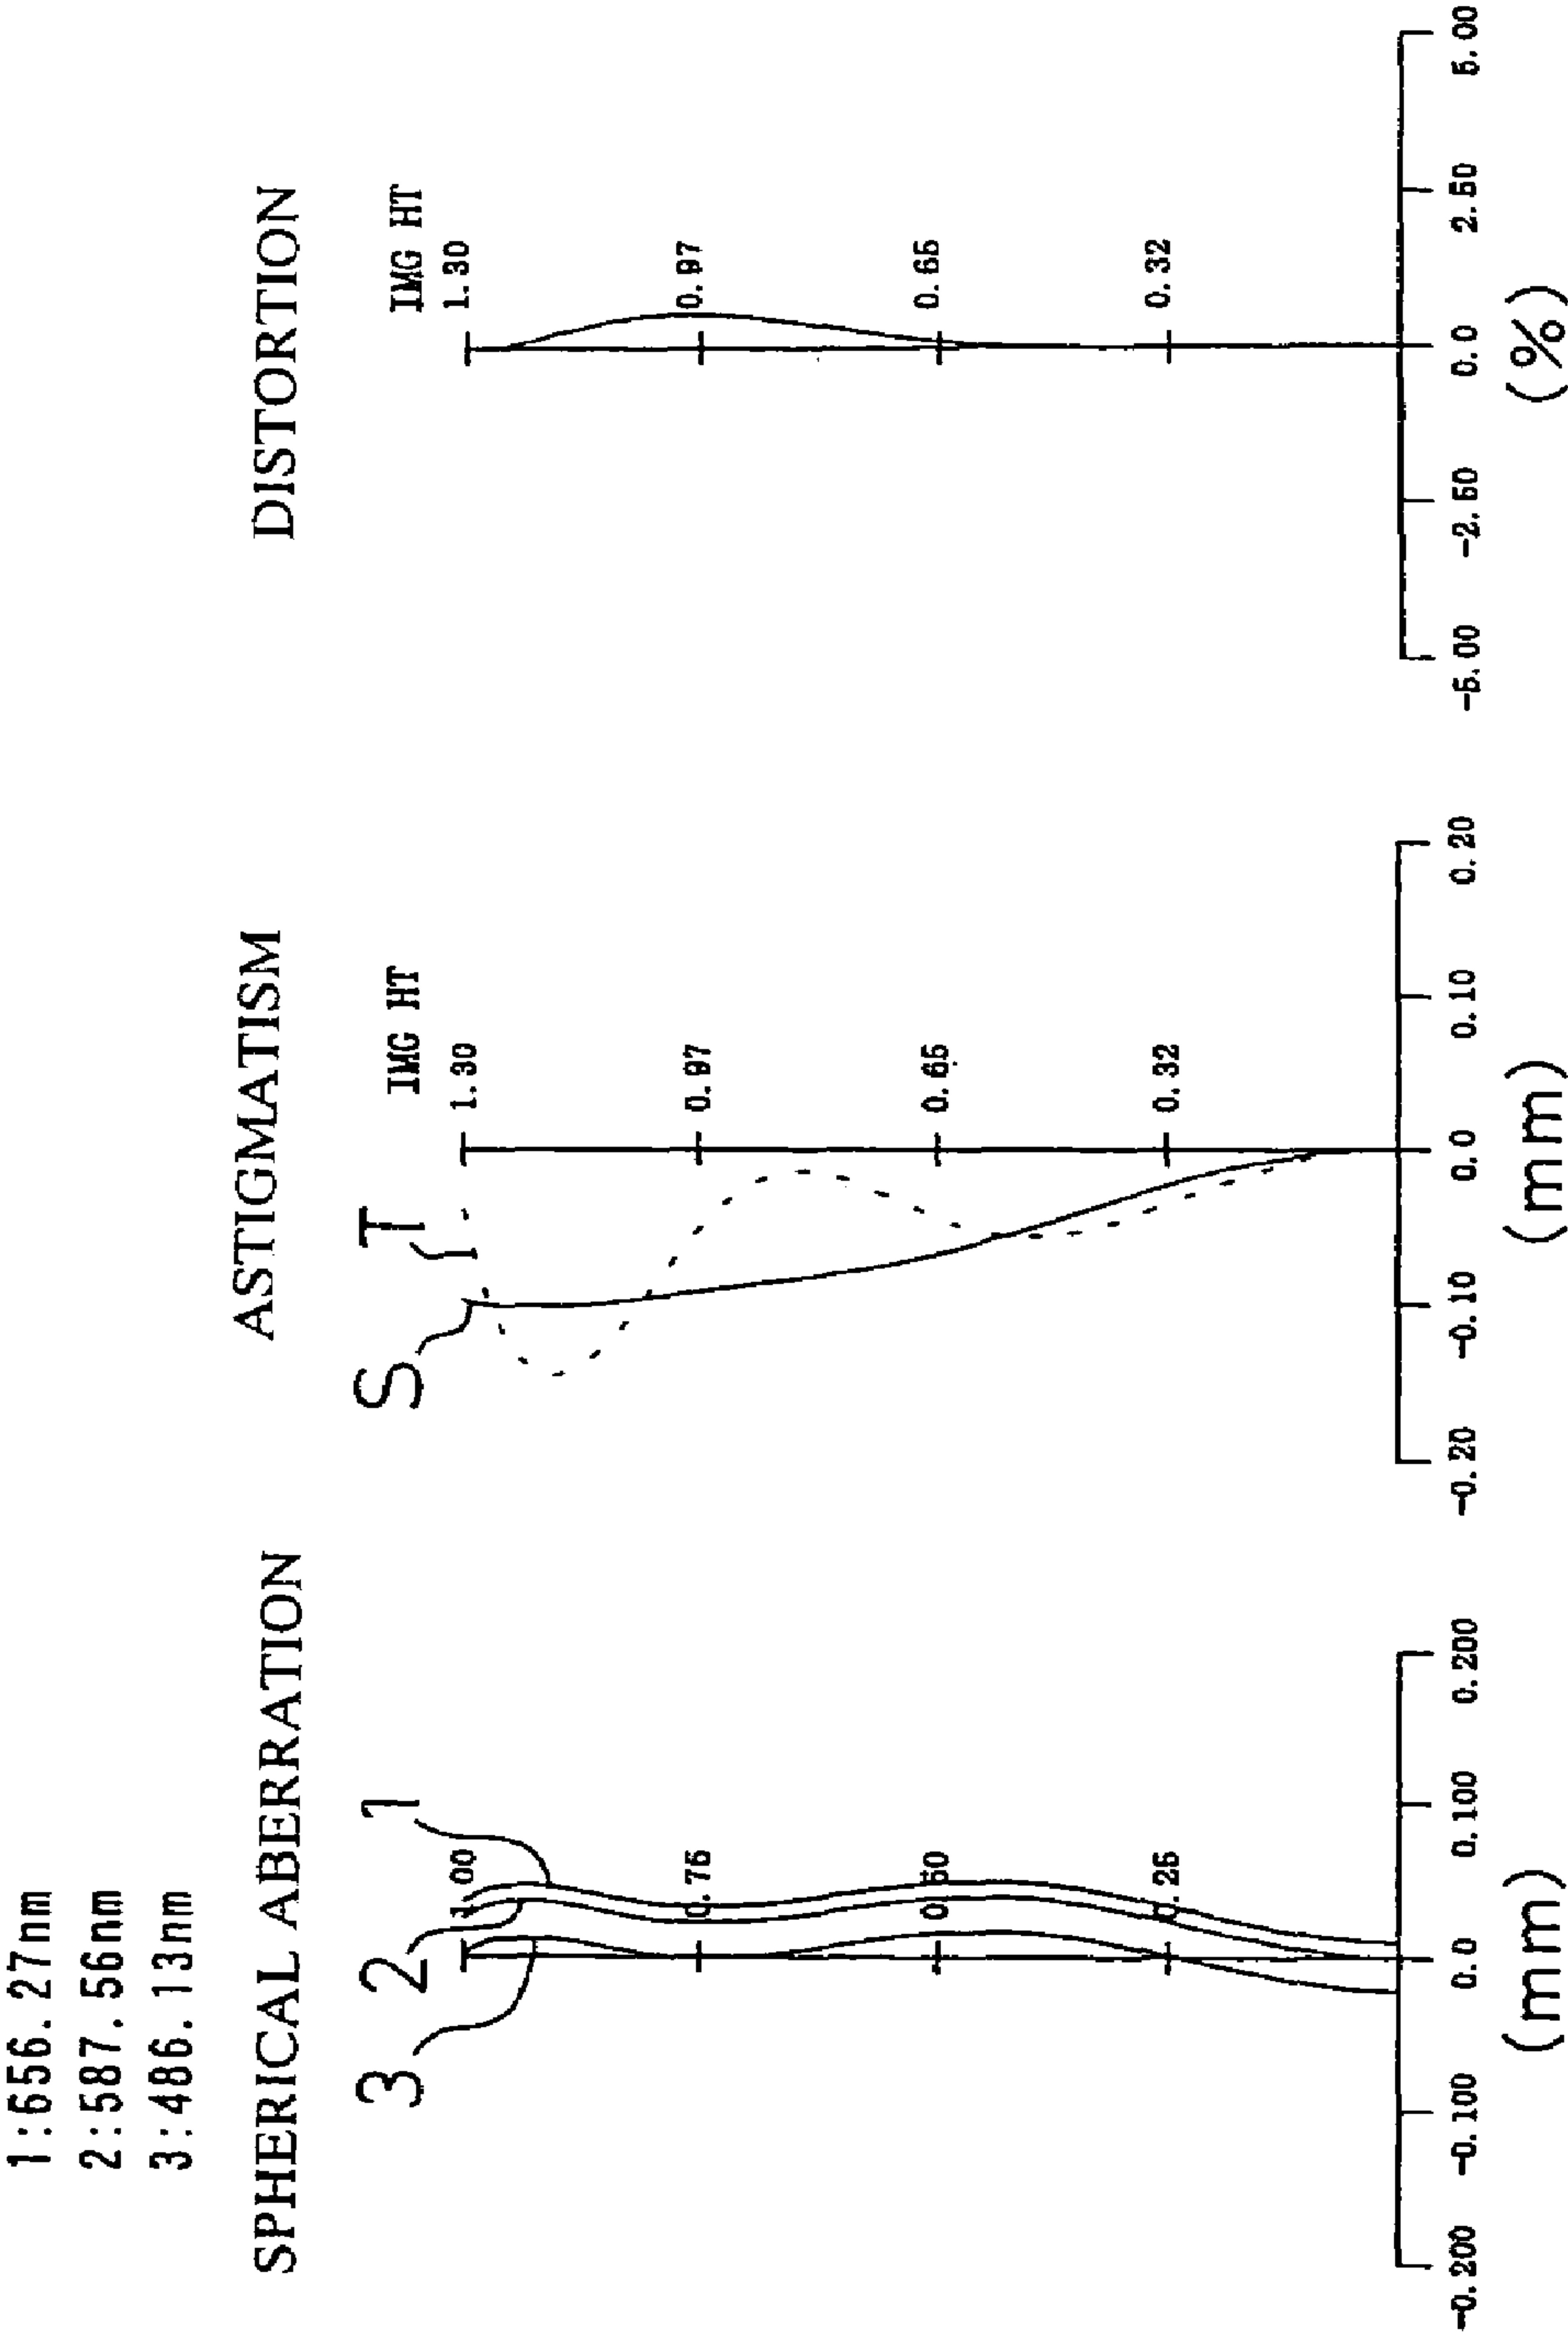 1:656.27nm
2:587.56nm
3:486.13nm
SPHERICAL ABERRATION
3
2
1
1.00
0.75
0.50
0.25
-0.200
-0.100
0.0
0.100
0.200
(mm)
ASTIGMATISM
S
T
IMG HT
1.30
0.97
0.65
0.32
-0.20
-0.10
0.0
0.10
0.20
(mm)
DISTORTION
IMG HT
1.30
0.97
0.65
0.32
-5.00
-2.50
0.0
2.50
5.00
(%)